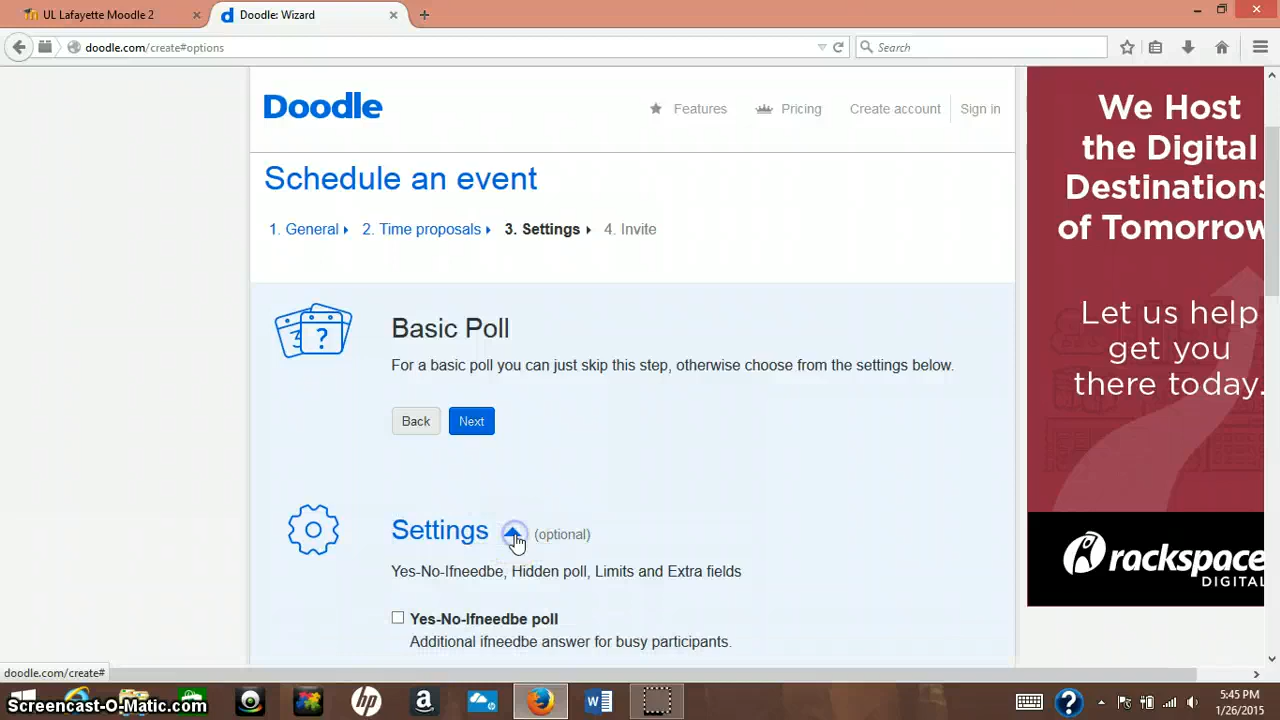 UL Lafayette Moodle 2
Doodle: Wizard
doodle.com/create#options
Search
Doodle
Features
Pricing
Create account
Sign in
Schedule an event
1. General
2. Time proposals
3. Settings
4. Invite
3
?
Basic Poll
For a basic poll you can just skip this step, otherwise choose from the settings below.
Back
Next
Settings
(optional)
Yes-No-Ifneedbe, Hidden poll, Limits and Extra fields
Yes-No-Ifneedbe poll
Additional ifneedbe answer for busy participants.
We Host
the Digital
Destinations
of Tomorrow
Let us help
get you
there today.
rackspace
DIGITAL
doodle.com/create#
Screencast-O-Matic.com
hp
a
W
?
5:45 PM
1/26/2015